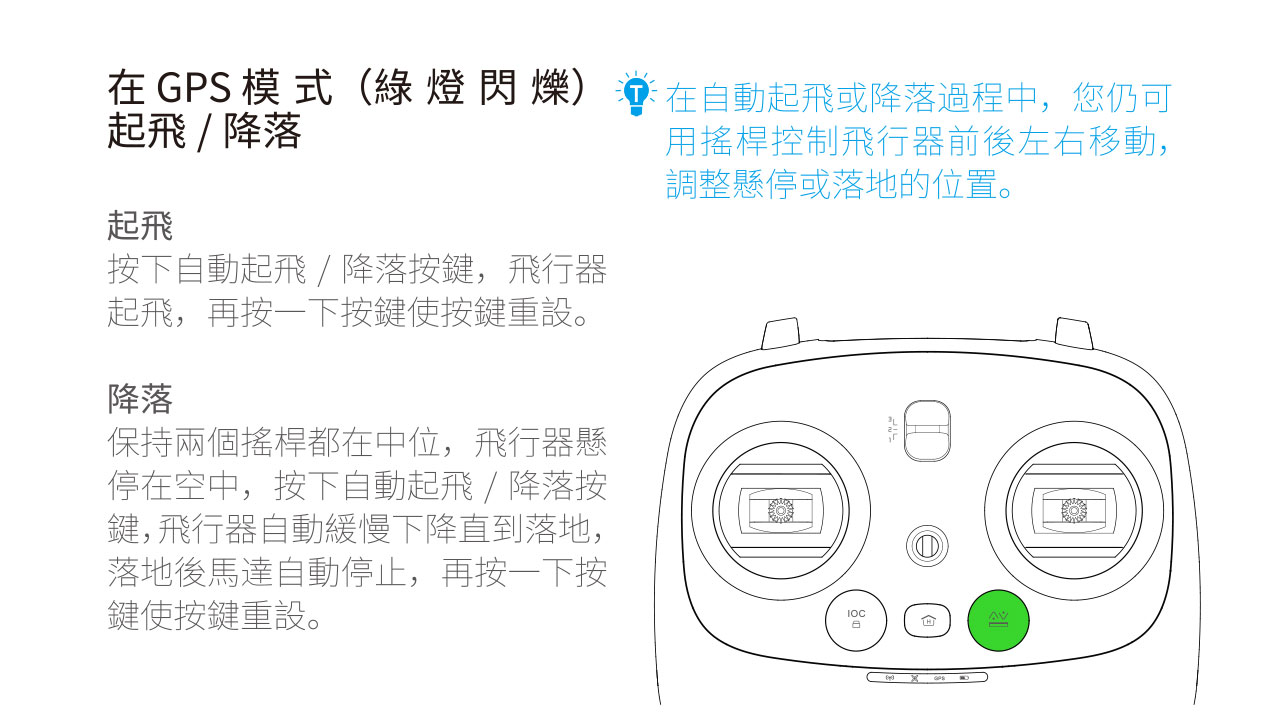 在 GPS 模式（綠燈閃爍）
起飛 / 降落
起飛
按下自動起飛 / 降落按鍵，飛行器
起飛，再按一下按鍵使按鍵重設。
降落
保持兩個搖桿都在中位，飛行器懸
停在空中，按下自動起飛 / 降落按
鍵，飛行器自動緩慢下降直到落地，
落地後馬達自動停止，再按一下按
鍵使按鍵重設。
T
在自動起飛或降落過程中，您仍可
用搖桿控制飛行器前後左右移動，
調整懸停或落地的位置。
3
2
1
IOC
H
GPS